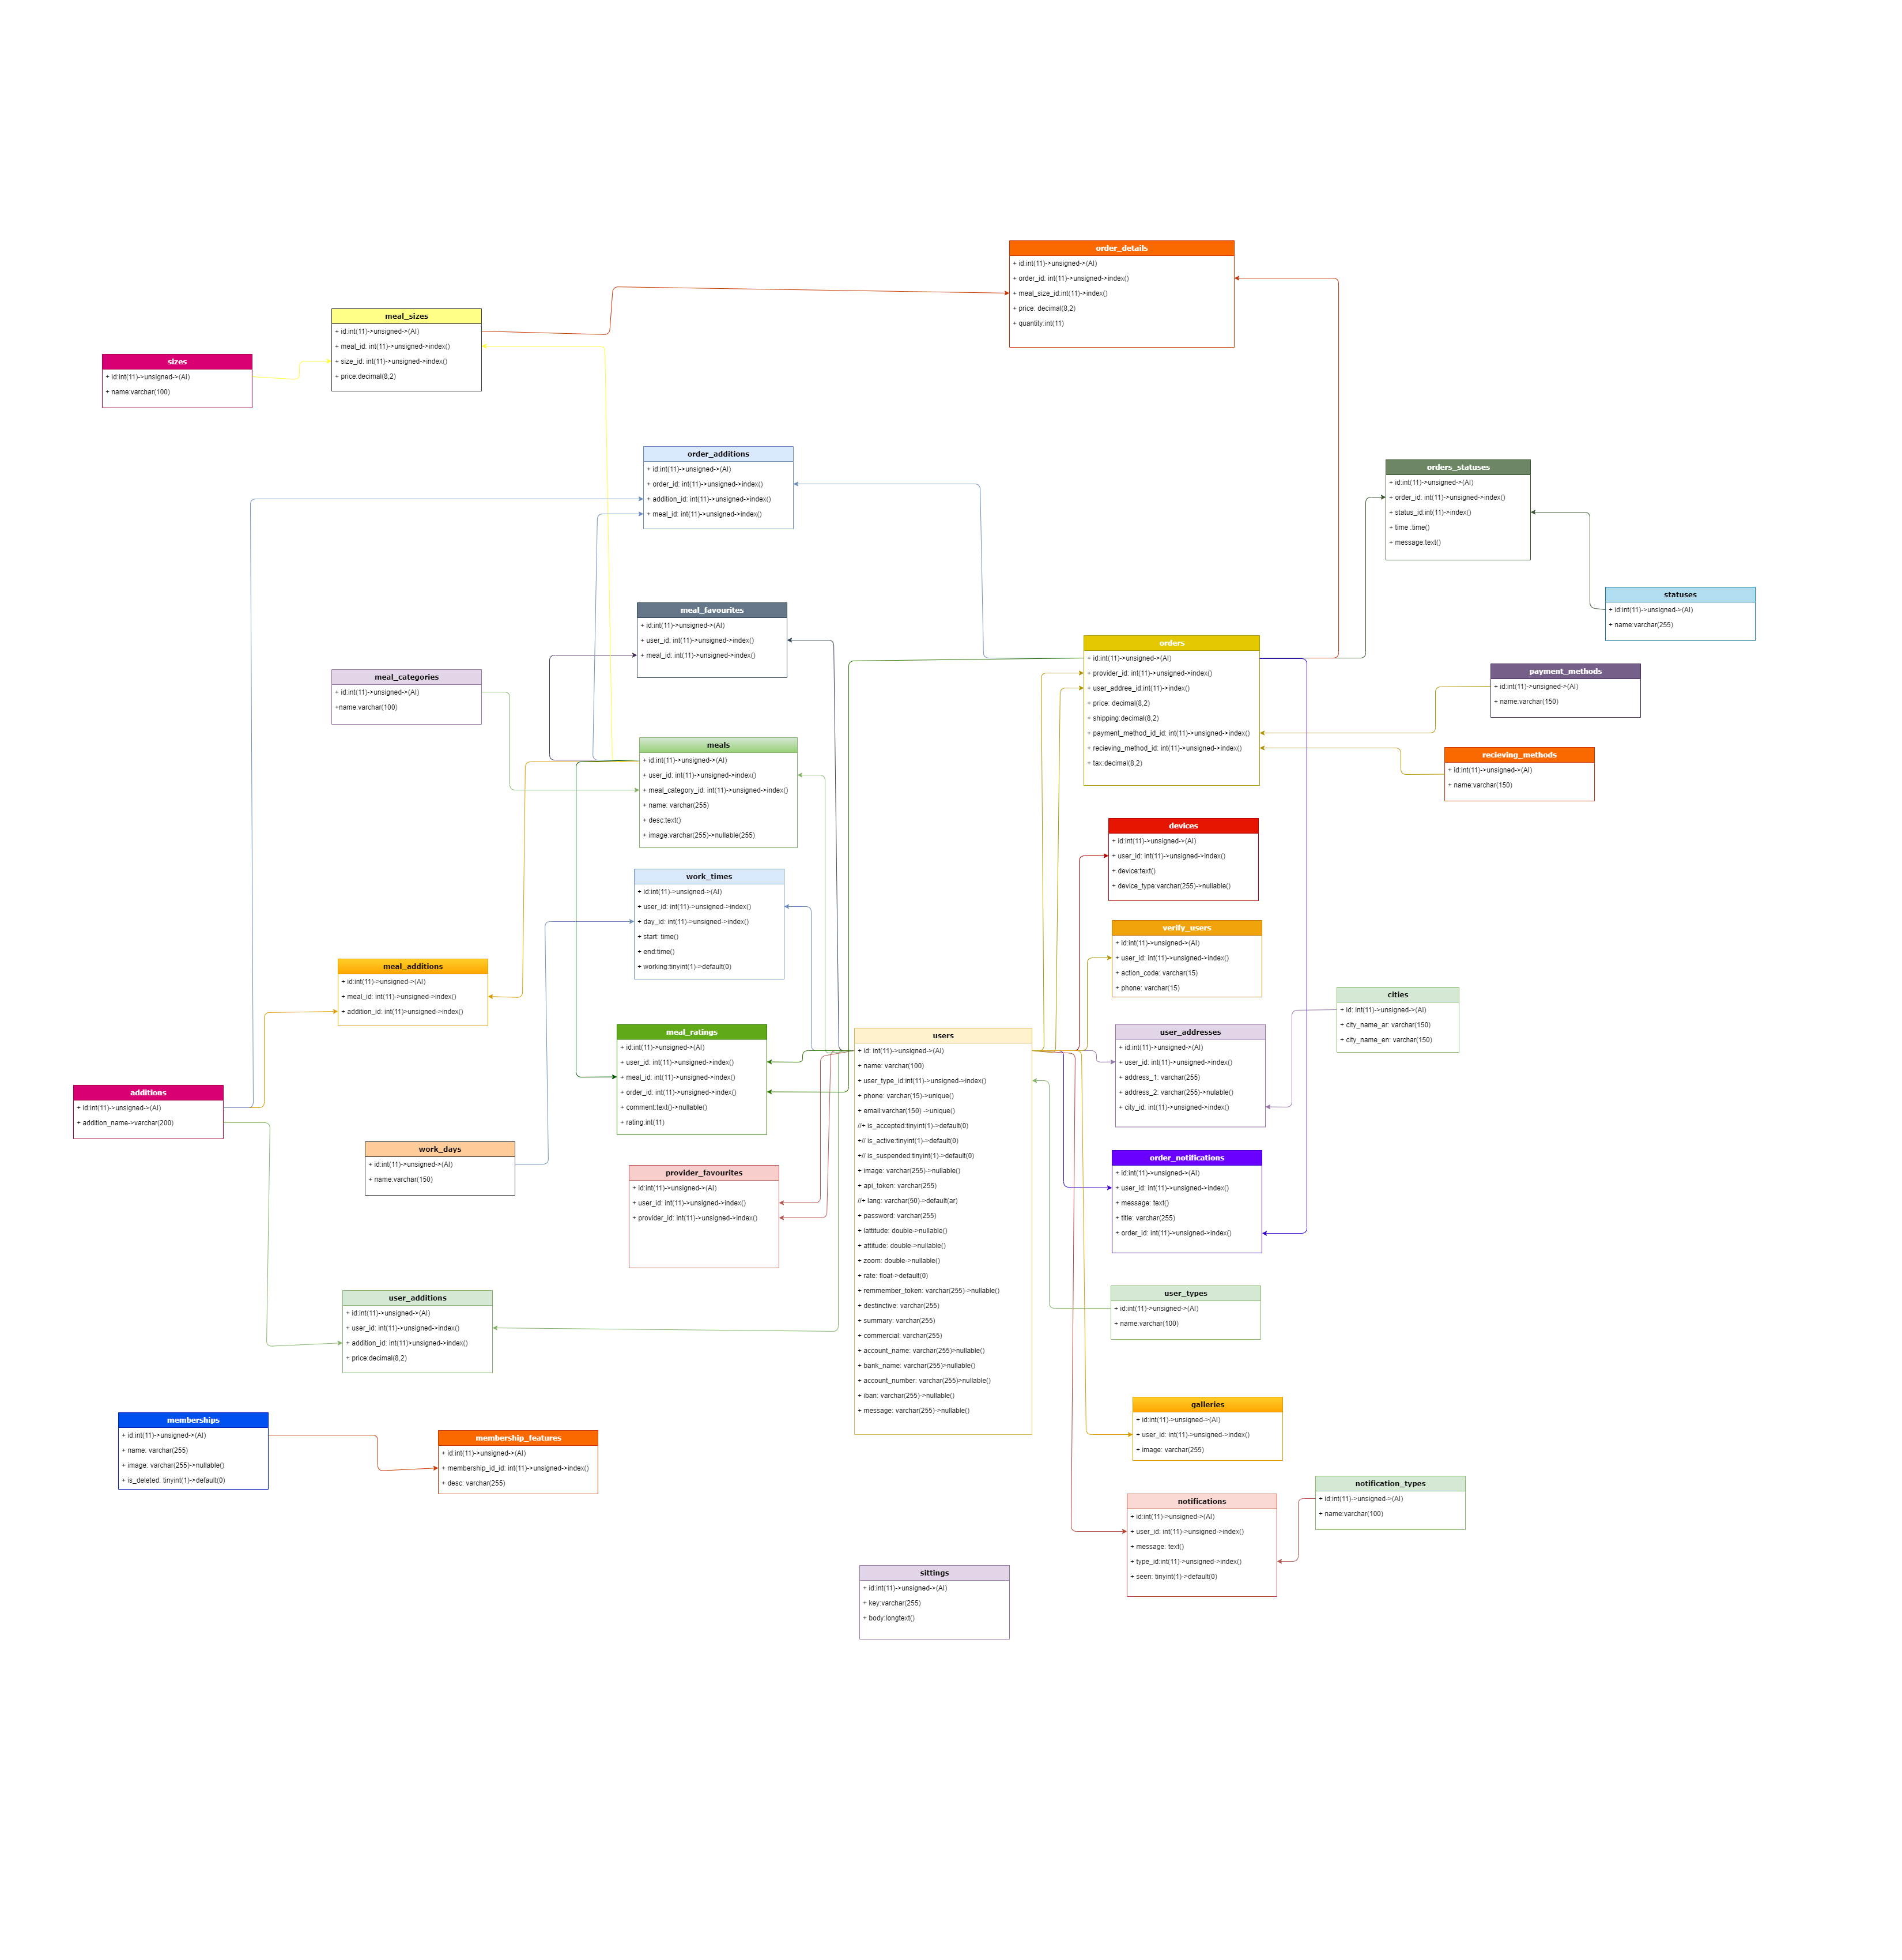 order_details
+ id:int(11)->unsigned->(AI)
+ order_id: int(11)->unsigned->index()
+ meal_size_id:int(11)->index()
+ price: decimal(8,2)
+ quantity:int(11)
meal_sizes
+ id:int(11)->unsigned->(AI)
+ meal_id: int(11)->unsigned->index()
+ size_id: int(11)->unsigned->index()
+ price:decimal(8,2)
sizes
+ id:int(11)->unsigned->(AI)
+ name:varchar(100)
order_additions
+ id:int(11)->unsigned->(AI)
+ order_id: int(11)->unsigned->index()
+ addition_id: int(11)->unsigned->index()
+ meal_id: int(11)->unsigned->index()
orders_statuses
+ id:int(11)->unsigned->(AI)
+ order_id: int(11)->unsigned->index()
+ status_id:int(11)->index()
+ time :time()
+ message:text()
statuses
+ id:int(11)->unsigned->(AI)
+ name:varchar(255)
meal_favourites
+ id:int(11)->unsigned->(AI)
+ user_id: int(11)->unsigned->index()
+ meal_id: int(11)->unsigned->index()
orders
+ id:int(11)->unsigned->(AI)
+ provider_id: int(11)->unsigned->index()
+ user_addree_id:int(11)->index()
+ price: decimal(8,2)
+ shipping:decimal(8,2)
+ payment_method_id_id: int(11)->unsigned->index()
+ recieving_method_id: int(11)->unsigned->index()
+ tax:decimal(8,2)
payment_methods
+ id:int(11)->unsigned->(AI)
+ name:varchar(150)
meal_categories
+ id:int(11)->unsigned->(AI)
+name:varchar(100)
meals
+ id:int(11)->unsigned->(AI)
+ user_id: int(11)->unsigned->index()
+ meal_category_id: int(11)->unsigned->index()
+ name: varchar(255)
+ desc:text()
+ image:varchar(255)->nullable(255)
recieving_methods
+ id:int(11)->unsigned->(AI)
+ name:varchar(150)
devices
+ id:int(11)->unsigned->(AI)
+ user_id: int(11)->unsigned->index()
+ device:text()
+ device_type:varchar(255)->nullable()
work_times
+ id:int(11)->unsigned->(AI)
+ user_id: int(11)->unsigned->index()
+ day_id: int(11)->unsigned->index()
+ start: time()
+ end:time()
+ working:tinyint(1)->default(0)
verify_users
+ id:int(11)->unsigned->(AI)
+ user_id: int(11)->unsigned->index()
+ action_code: varchar(15)
+ phone: varchar(15)
meal_additions
+ id:int(11)->unsigned->(AI)
+ meal_id: int(11)->unsigned->index()
+ addition_id: int(11)>unsigned->index()
cities
+ id: int(11)->unsigned->(AI)
+ city_name_ar: varchar(150)
+ city_name_en: varchar(150)
meal_ratings
+ id:int(11)->unsigned->(AI)
+ user_id: int(11)->unsigned->index()
+ meal_id: int(11)->unsigned->index()
+ order_id: int(11)->unsigned->index()
+ comment:text()->nullable()
+ rating:int(11)
users
+ id: int(11)->unsigned->(AI)
+ name: varchar(100)
+ user_type_id:int(11)->unsigned->index()
+ phone: varchar(15)->unique()
+ email:varchar(150) ->unique()
//+ is_accepted:tinyint(1)->default(0)
+// is_active:tinyint(1)->default(0)
+// is_suspended:tinyint(1)->default(0)
+ image: varchar(255)->nullable()
+ api_token: varchar(255)
//+ lang: varchar(50)->default(ar)
+ password: varchar(255)
+ lattitude: double->nullable()
+ attitude: double->nullable()
+ zoom: double->nullable()
+ rate: float->default(0)
+ remmember_token: varchar(255)->nullable()
+ destinctive: varchar(255)
+ summary: varchar(255)
+ commercial: varchar(255)
+ account_name: varchar(255)>nullable()
+ bank_name: varchar(255)>nullable()
+ account_number: varchar(255)>nullable()
+ iban: varchar(255)->nullable()
+ message: varchar(255)->nullable()
user_addresses
+ id:int(11)->unsigned->(AI)
+ user_id: int(11)->unsigned->index()
+ address_1: varchar(255)
+ address_2: varchar(255)->nulable()
+ city_id: int(11)->unsigned->index()
additions
+ id:int(11)->unsigned->(AI)
+ addition_name->varchar(200)
work_days
+ id:int(11)->unsigned->(AI)
+ name:varchar(150)
order_notifications
+ id:int(11)->unsigned->(AI)
+ user_id: int(11)->unsigned->index()
+ message: text()
+ title: varchar(255)
+ order_id: int(11)->unsigned->index()
provider_favourites
+ id:int(11)->unsigned->(AI)
+ user_id: int(11)->unsigned->index()
+ provider_id: int(11)->unsigned->index()
user_additions
+ id:int(11)->unsigned->(AI)
+ user_id: int(11)->unsigned->index()
+ addition_id: int(11)>unsigned->index()
+ price:decimal(8,2)
user_types
+ id:int(11)->unsigned->(AI)
+ name:varchar(100)
galleries
+ id:int(11)->unsigned->(AI)
+ user_id: int(11)->unsigned->index()
+ image: varchar(255)
memberships
+ id:int(11)->unsigned->(AI)
+ name: varchar(255)
+ image: varchar(255)->nullable()
+ is_deleted: tinyint(1)->default(0)
membership_features
+ id:int(11)->unsigned->(AI)
+ membership_id_id: int(11)->unsigned->index()
+ desc: varchar(255)
notification_types
+ id:int(11)->unsigned->(AI)
+ name:varchar(100)
notifications
+ id:int(11)->unsigned->(AI)
+ user_id: int(11)->unsigned->index()
+ message: text()
+ type_id:int(11)->unsigned->index()
+ seen: tinyint(1)->default(0)
sittings
+ id:int(11)->unsigned->(AI)
+ key:varchar(255)
+ body:longtext()